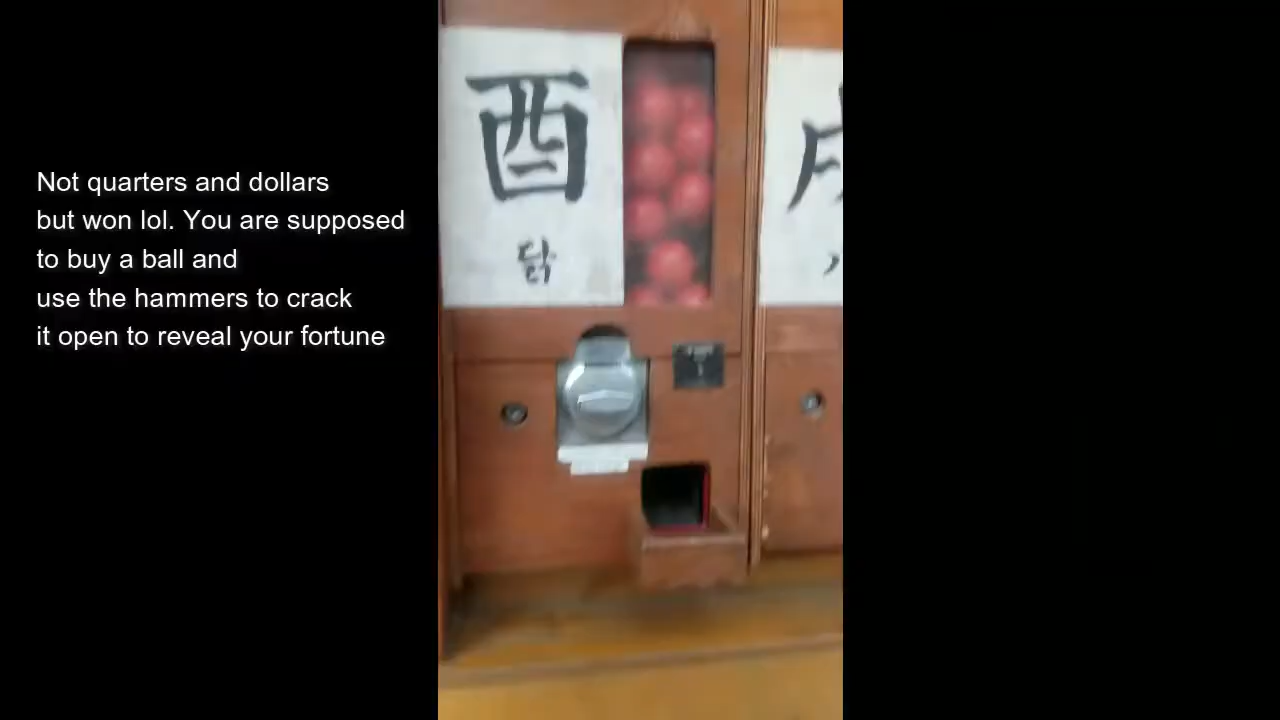 Not quarters and dollars
but won lol. You are supposed
to buy a ball and
use the hammers to crack
it open to reveal your fortune
酉
닭